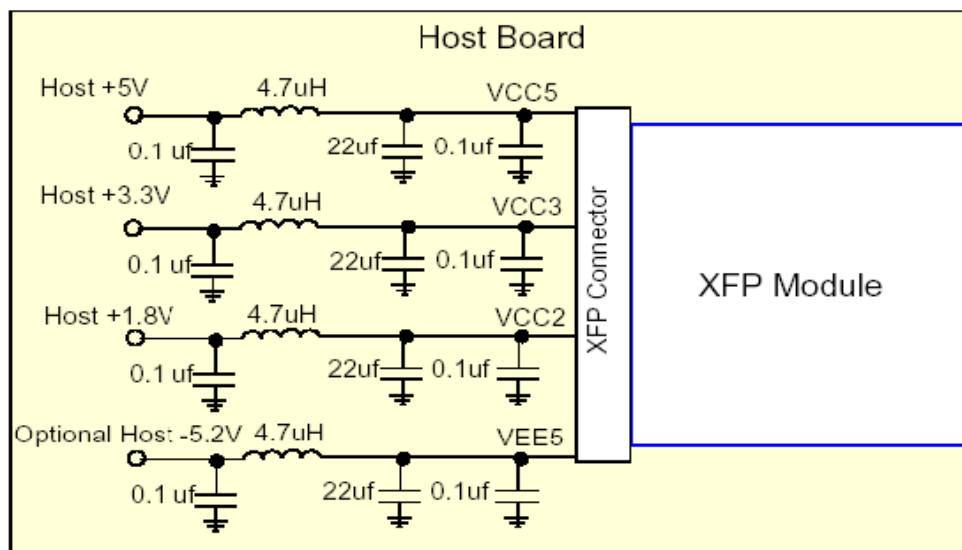 Host Board
Host +5V
4.7uH
VCC5
0.1 uf
22uf
0.1uf
Host +3.3V
4.7uH
VCC3
0.1 uf
22uf
0.1uf
Host +1.8V
4.7uH
VCC2
0.1 uf
22uf
0.1uf
Optional Host -5.2V
4.7uH
VEE5
0.1 uf
22uf
0.1uf
XFP Connector
XFP Module